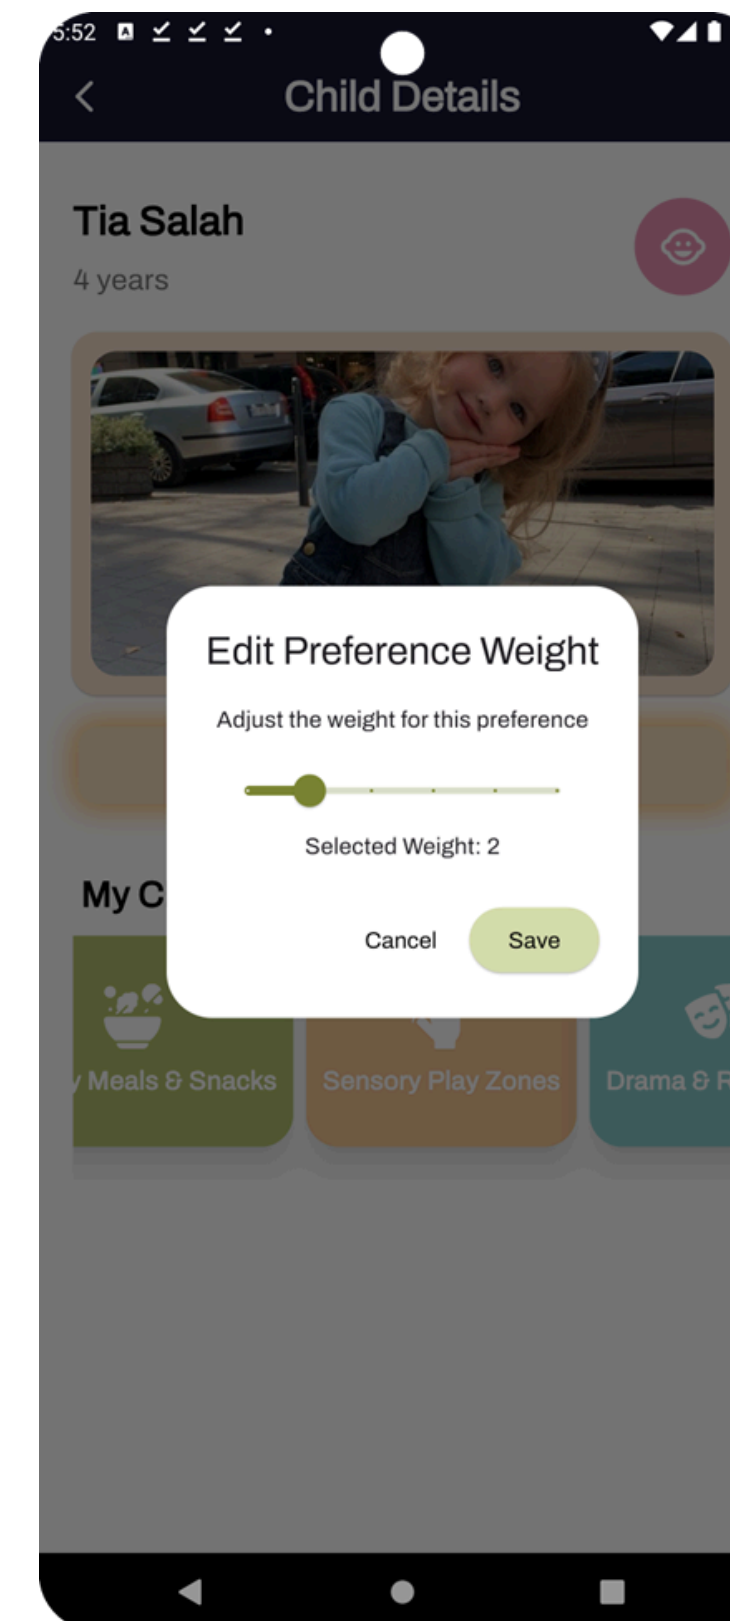 5:52
Child Details
Tia Salah
4 years
Edit Preference Weight
Adjust the weight for this preference
Selected Weight: 2
Cancel Save
My C
y Meals & Snacks
Sensory Play Zones
Drama & R